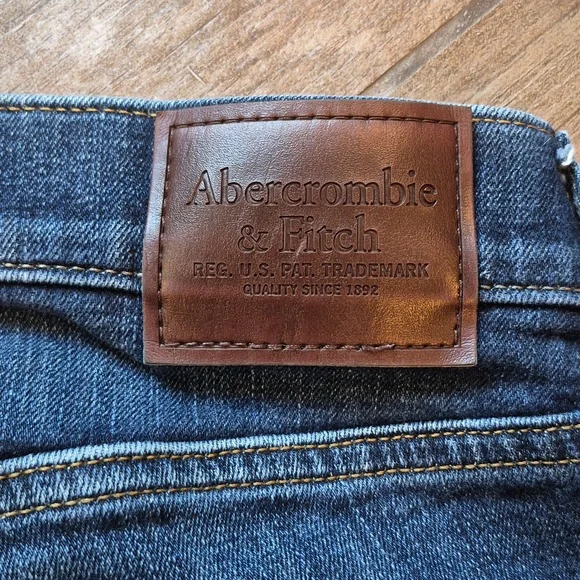 Abercrombie
& Fitch
REG. U.S. PAT. TRADEMARK
QUALITY SINCE 1892